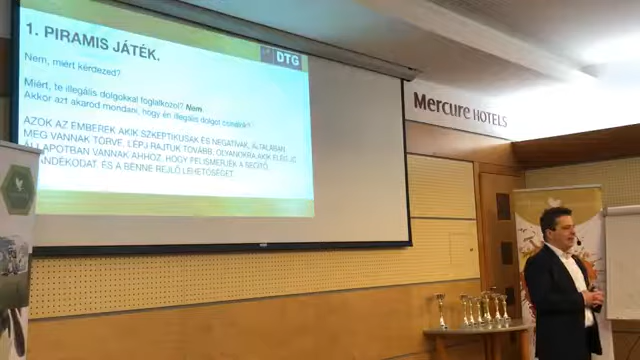 1. PIRAMIS JÁTÉK.
DTG
Nem, miért kérdezed?
Miért, te illegális dolgokkal foglalkozol? Nem.
Akkor azt akarod mondani, hogy én illegális dolgot csinálok?
AZOK AZ EMBEREK AKIK SZKEPTIKUSAK ÉS NEGATÍVAK, ÁLTALÁBAN
MEG VANNAK TÖRVE, LÉPJ RAJTUK TOVÁBB, OLYANOKRA AKIK ELÉG JÓ
ÁLLAPOTBAN VANNAK AHHOZ, HOGY FELISMERJÉK A SEGÍTŐ
SZÁNDÉKODAT, ÉS A BENNE REJLŐ LEHETŐSÉGET.
Mercure HOTELS